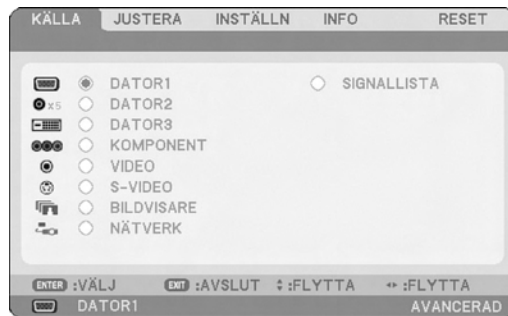 KÄLLA JUSTERA INSTÄLLN INFO RESET
DATOR1 SIGNALLISTA
x5 DATOR2
DATOR3
KOMPONENT
VIDEO
S-VIDEO
BILDVISARE
NÄTVERK
ENTER :VÄLJ EXIT :AVSLUT :FLYTTA :FLYTTA
DATOR1 AVANCERAD